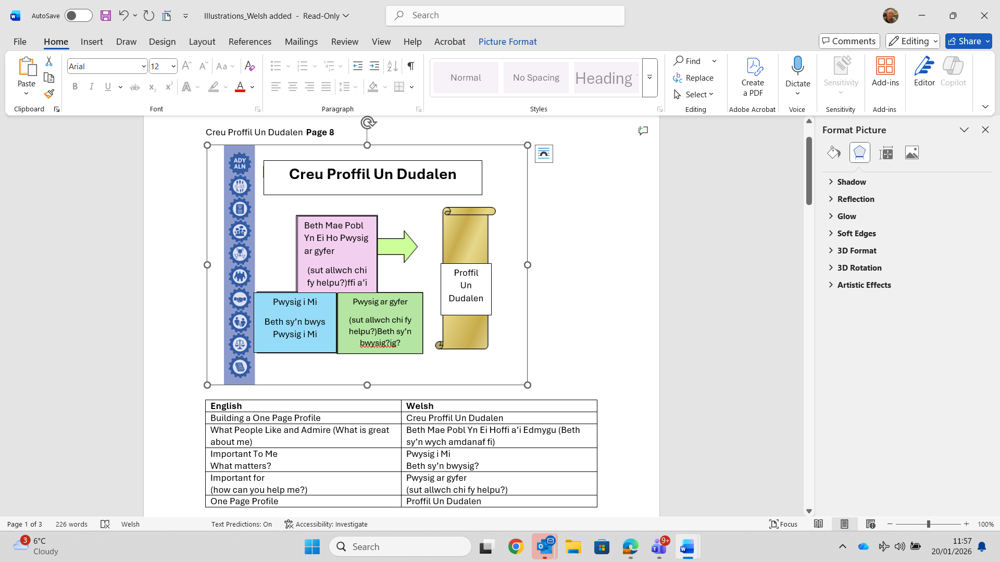 AutoSave
Illustrations_Welsh added - Read-Only
Search
File Home Insert Draw Design Layout References Mailings Review View Help Acrobat Picture Format
Comments Editing Share
Arial 12
Paste
Clipboard
Font
Paragraph
Normal No Spacing Heading
Styles
Find
Replace
Select
Editing
Create
a PDF
Adobe Acrobat
Dictate
Voice
Sensitivity
Sensitivity
Add-ins
Add-ins
Editor
Copilot
Creu Proffil Un Dudalen Page 8
ADY
ALN
Creu Proffil Un Dudalen
Beth Mae Pobl
Yn Ei Ho Pwysig
ar gyfer
(sut allwch chi
fy helpu?)ffi a’i
Pwysig i Mi
Beth sy’n bwys
Pwysig i Mi
Pwysig ar gyfer
(sut allwch chi fy
helpu?)Beth sy’n
bwysig?ig?
Proffil
Un
Dudalen
English Welsh
Building a One Page Profile Creu Proffil Un Dudalen
What People Like and Admire (What is great
about me)
Beth Mae Pobl Yn Ei Hoffi a’i Edmygu (Beth
sy’n wych amdanaf fi)
Important To Me
What matters?
Pwysig i Mi
Beth sy’n bwysig?
Important for
(how can you help me?)
Pwysig ar gyfer
(sut allwch chi fy helpu?)
One Page Profile Proffil Un Dudalen
Format Picture
Shadow
Reflection
Glow
Soft Edges
3D Format
3D Rotation
Artistic Effects
Page 1 of 3 226 words Welsh Text Predictions: On Accessibility: Investigate Focus 100%
3
6°C
Cloudy
Search
9+
11:57
20/01/2026